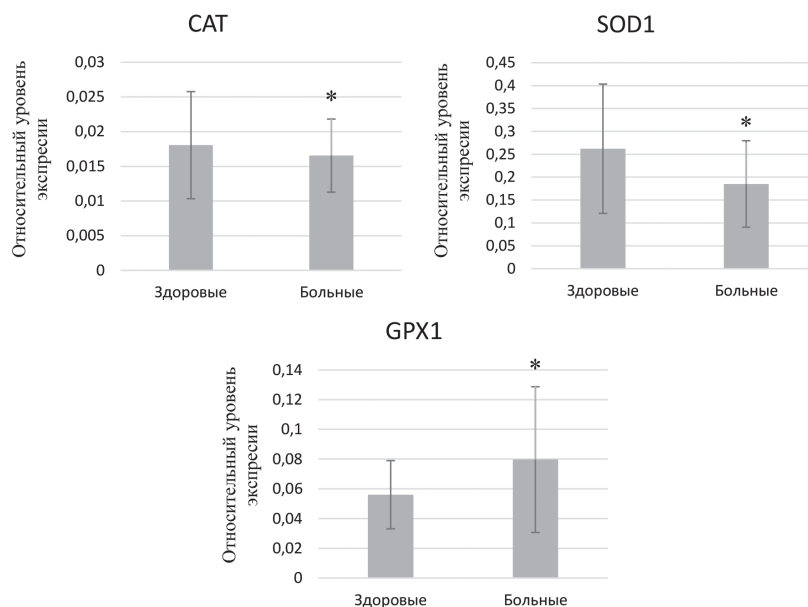 CAT
Относительный уровень
экспресии
0,03
0,025
0,02
0,015
0,01
0,005
0
*
Здоровые
Больные
SOD1
Относительный уровень
экспресии
0,45
0,4
0,35
0,3
0,25
0,2
0,15
0,1
0,05
0
*
Здоровые
Больные
GPX1
Относительный уровень
экспресии
0,14
0,12
0,1
0,08
0,06
0,04
0,02
0
*
Здоровые
Больные